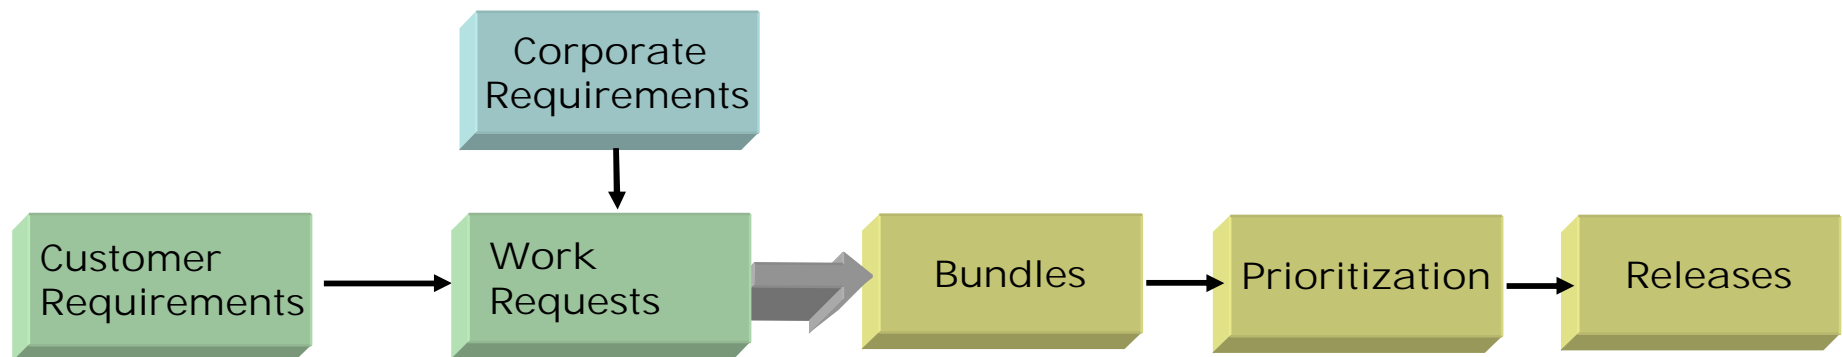 Corporate
Requirements
Customer
Requirements
Work
Requests
Bundles
Prioritization
Releases